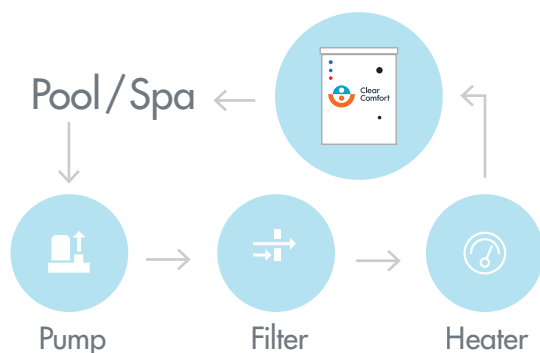 Clear
Comfort
Pool / Spa
Pump
Filter
Heater